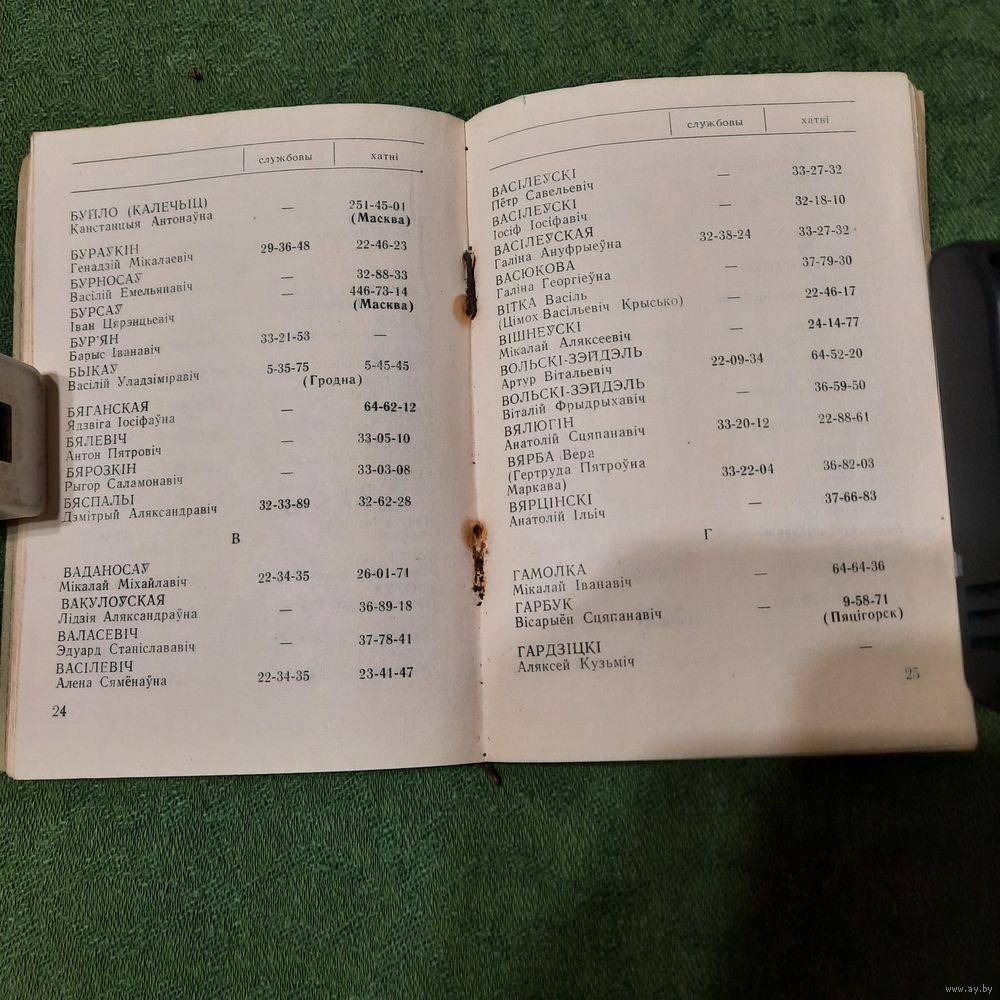 службовы хатні
БУЙЛО (КАЛЕЧЫЦ) — 251-45-01
Канстанцыя Антонаўна (Масква)
БУРАЎКІН 29-36-48 22-46-23
Генадзій Мікалаевіч
БУРНОСАЎ — 32-88-33
Васілій Емельянавіч
БУРСАЎ — 446-73-14
Іван Цярэнцьевіч (Масква)
БУР'ЯН 33-21-53 —
Барыс Іванавіч
БЫКАЎ 5-35-75 5-45-45
Васілій Уладзіміравіч (Гродна)
БЯГАНСКАЯ — 64-62-12
Ядзвіга Іосіфаўна
БЯЛЕВІЧ — 33-05-10
Антон Пятровіч
БЯРОЗКІН — 33-03-08
Рыгор Саламонавіч
БЯСПАЛЫ 32-33-89 32-62-28
Дзмітрый Аляксандравіч
В
ВАДАНОСАЎ 22-34-35 26-01-71
Мікалай Міхайлавіч
ВАКУЛОЎСКАЯ — 36-89-18
Лідзія Аляксандраўна
ВАЛАСЕВІЧ — 37-78-41
Эдуард Станіслававіч
ВАСІЛЕВІЧ 22-34-35 23-41-47
Алена Сямёнаўна
24
службовы хатні
ВАСІЛЕЎСКІ — 33-27-32
Пётр Савельевіч
ВАСІЛЕЎСКІ — 32-18-10
Іосіф Іосіфавіч
ВАСІЛЕЎСКАЯ 32-38-24 33-27-32
Галіна Ануфрыеўна
ВАСЮКОВА — 37-79-30
Галіна Георгіеўна
ВІТКА Васіль — 22-46-17
(Цімох Васільевіч Крысько)
ВІШНЕЎСКІ — 24-14-77
Мікалай Аляксеевіч
ВОЛЬСКІ-ЗЭЙДЭЛЬ 22-09-34 64-52-20
Артур Вітальевіч
ВОЛЬСКІ-ЗЭЙДЭЛЬ — 36-59-50
Віталій Фрыдрыхавіч
ВЯЛЮГІН 33-20-12 22-88-61
Анатолій Сцяпанавіч
ВЯРБА Вера
(Гертруда Пятроўна 33-22-04 36-82-03
Маркава)
ВЯРЦІНСКІ — 37-66-83
Анатолій Ільіч
Г
ГАМОЛКА — 64-64-36
Мікалай Іванавіч
ГАРБУК — 9-58-71
Вісарыён Сцяпанавіч (Пяцігорск)
ГАРДЗІЦКІ —
Аляксей Кузьміч
25
www.ay.by